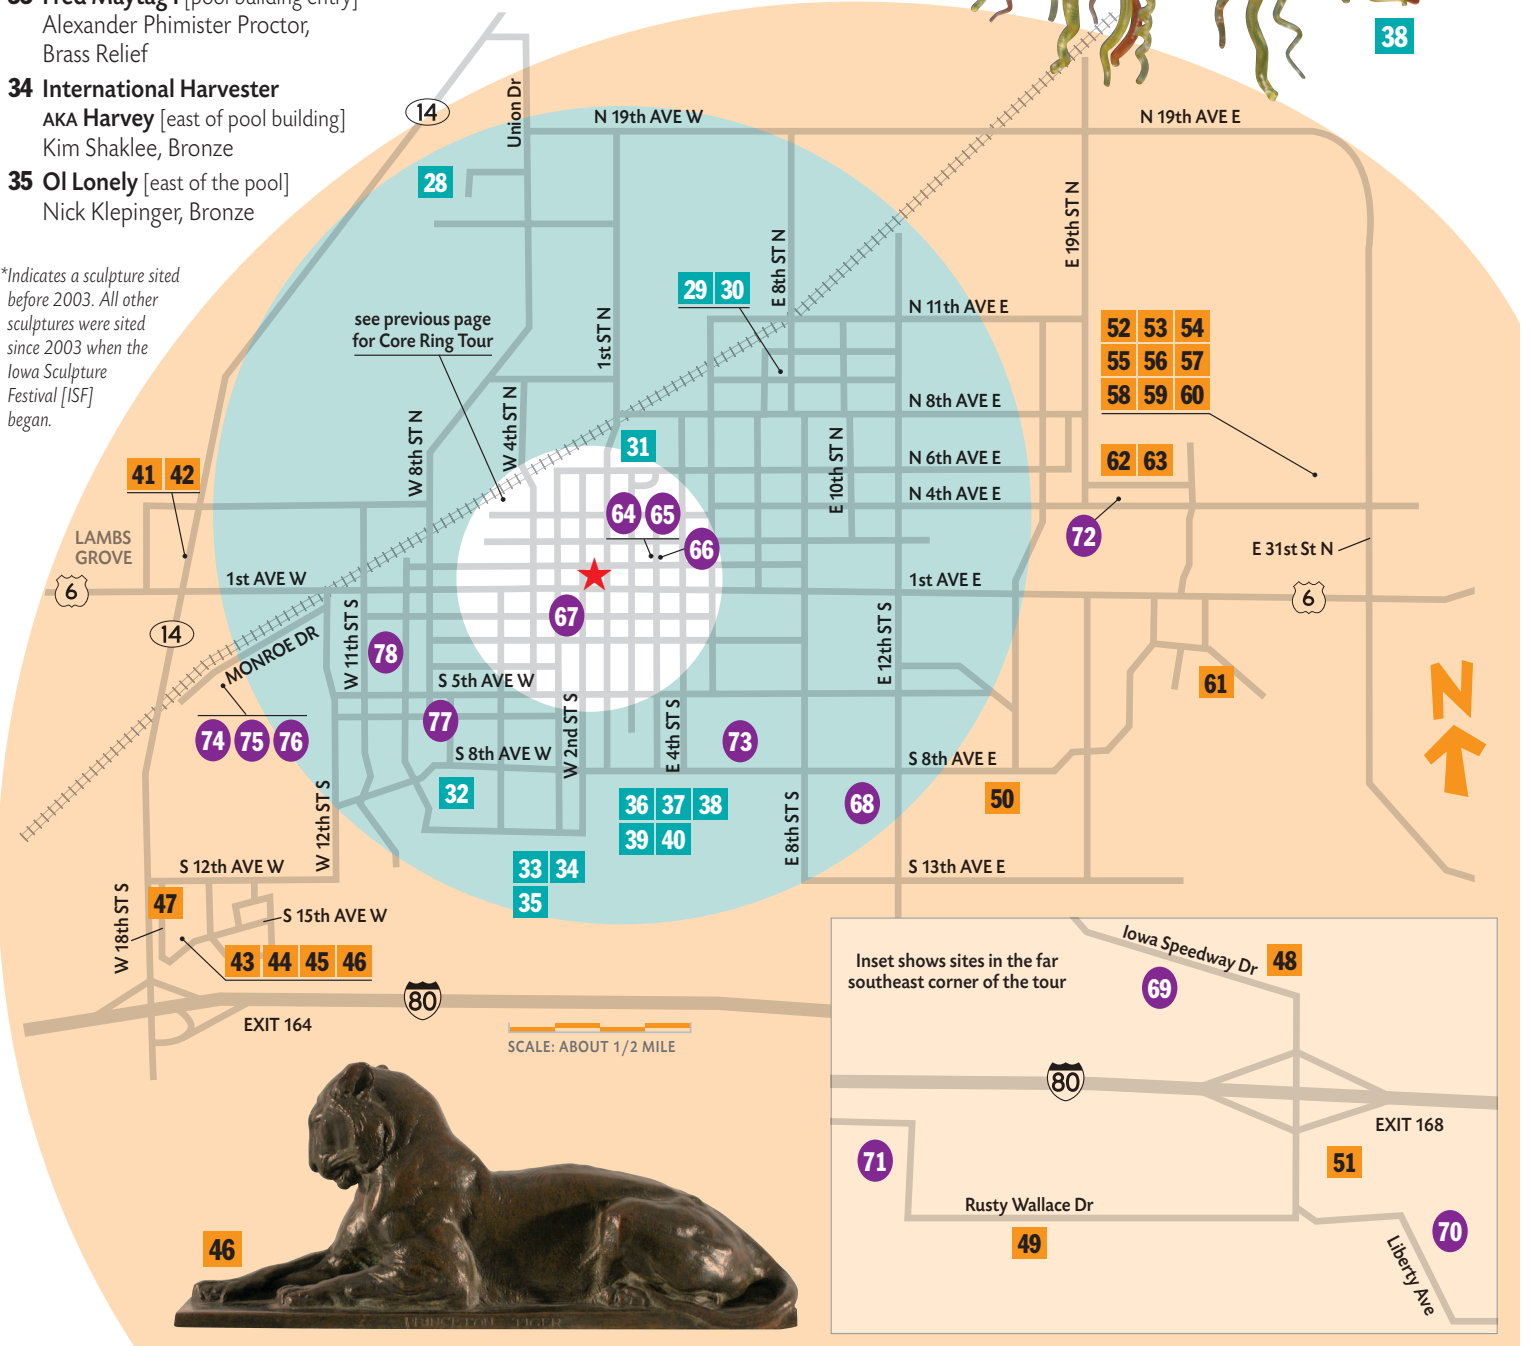 33 Fred Maytag I [pool building entry]
Alexander Phimister Proctor,
Brass Relief
34 International Harvester
AKA Harvey [east of pool building]
Kim Shaklee, Bronze
35 Ol Lonely [east of the pool]
Nick Klepinger, Bronze
*Indicates a sculpture sited
before 2003. All other
sculptures were sited
since 2003 when the
Iowa Sculpture
Festival [ISF]
began.
38
14
Union Dr
N 19th AVE W
N 19th AVE E
28
E 19th ST N
E 8th ST N
29 30
see previous page
for Core Ring Tour
1st ST N
N 11th AVE E
52 53 54
55 56 57
58 59 60
W 8th ST N
W 4th ST N
N 8th AVE E
31
E 10th ST N
N 6th AVE E
62 63
41 42
N 4th AVE E
64 65
66
72
LAMBS
GROVE
E 31st St N
6
1st AVE W
1st AVE E
6
67
14
MONROE DR
W 11th ST S
78
E 12th ST S
S 5th AVE W
61
N
74 75 76
77
W 2nd ST S
E 4th ST S
73
S 8th AVE W
S 8th AVE E
32
36 37 38
39 40
68
50
W 12th ST S
E 8th ST S
33 34
35
S 12th AVE W
S 13th AVE E
47
W 18th ST S
S 15th AVE W
43 44 45 46
80
EXIT 164
SCALE: ABOUT 1/2 MILE
Inset shows sites in the far
southeast corner of the tour
Iowa Speedway Dr
48
69
80
EXIT 168
71
51
Rusty Wallace Dr
49
70
Liberty Ave
46
PRINCETON TIGER